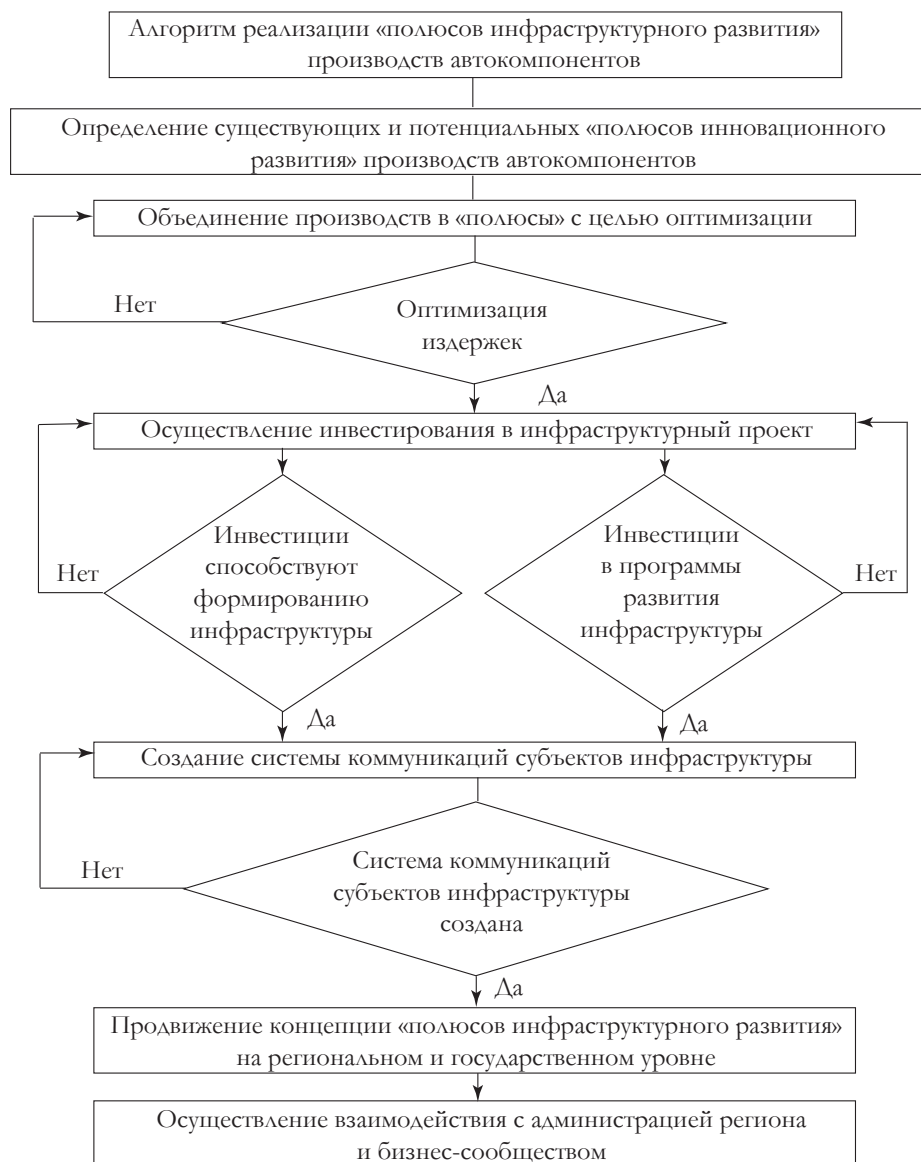 Алгоритм реализации «полюсов инфраструктурного развития»
производств автокомпонентов
Определение существующих и потенциальных «полюсов инновационного
развития» производств автокомпонентов
Объединение производств в «полюсы» с целью оптимизации
Нет
Оптимизация
издержек
Да
Осуществление инвестирования в инфраструктурный проект
Инвестиции
способствуют
формированию
инфраструктуры
Нет
Инвестиции
в программы
развития
инфраструктуры
Нет
Да
Да
Создание системы коммуникаций субъектов инфраструктуры
Нет
Система коммуникаций
субъектов инфраструктуры
создана
Да
Продвижение концепции «полюсов инфраструктурного развития»
на региональном и государственном уровне
Осуществление взаимодействия с администрацией региона
и бизнес-сообществом